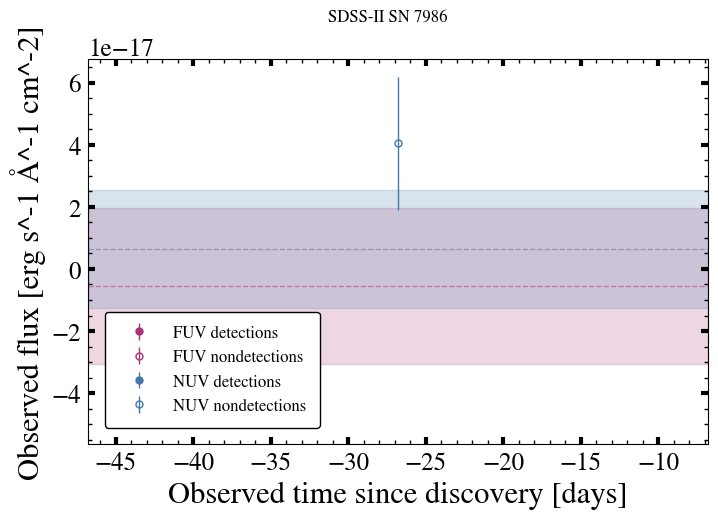 SDSS-II SN 7986
1e−17
6
4
2
0
−2
−4
Observed flux [erg s^-1 Å^-1 cm^-2]
FUV detections
FUV nondetections
NUV detections
NUV nondetections
−45 −40 −35 −30 −25 −20 −15 −10
Observed time since discovery [days]